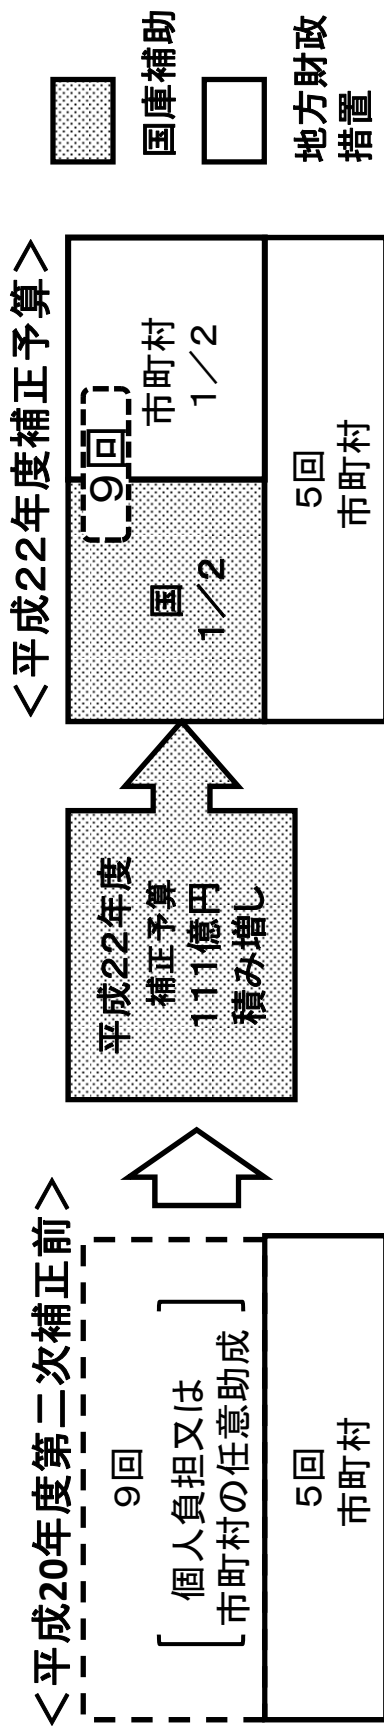 ＜平成20年度第二次補正前＞
9回
個人負担又は
市町村の任意助成
5回
市町村
平成22年度
補正予算
111億円
積み増し
＜平成22年度補正予算＞
9回
国
1／2
市町村
1／2
5回
市町村
国庫補助
地方財政
措置